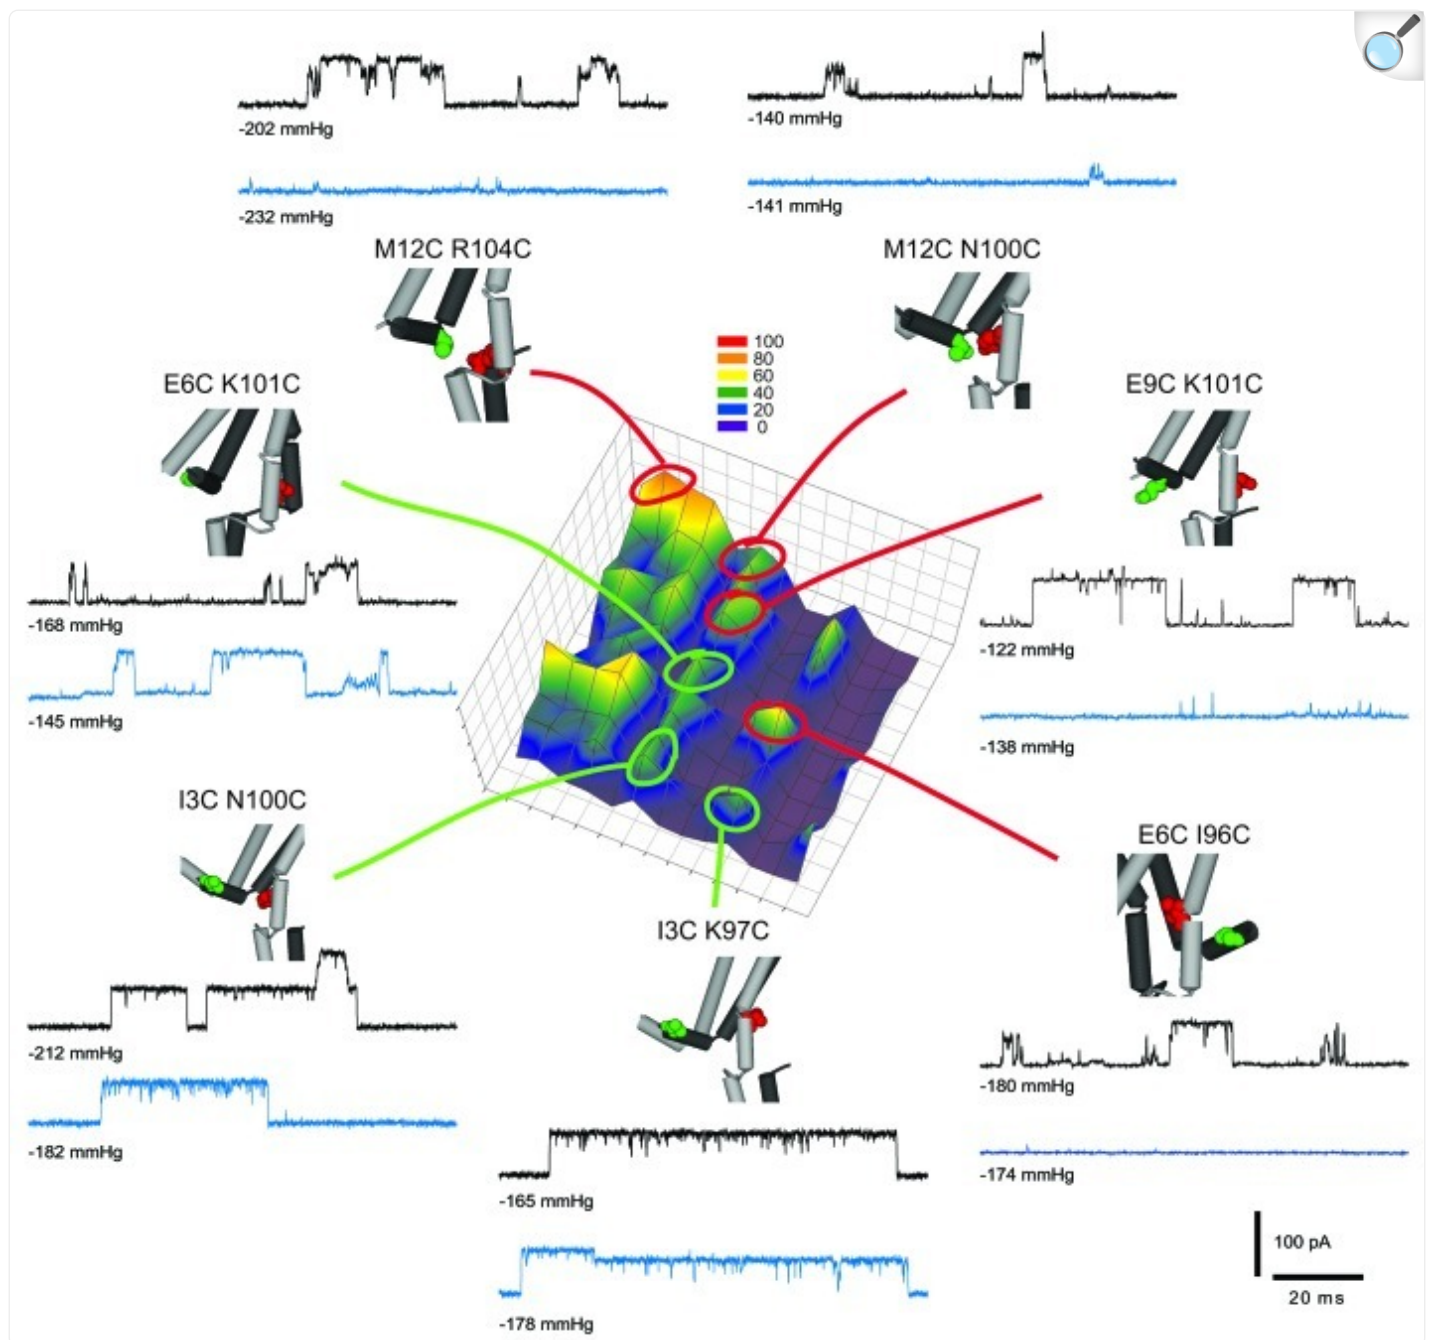 -202 mmHg
-140 mmHg
-232 mmHg
-141 mmHg
M12C R104C
M12C N100C
100
80
60
40
20
0
E6C K101C
E9C K101C
-168 mmHg
-122 mmHg
-145 mmHg
-138 mmHg
I3C N100C
E6C I96C
I3C K97C
-212 mmHg
-180 mmHg
-182 mmHg
-174 mmHg
-165 mmHg
100 pA
20 ms
-178 mmHg